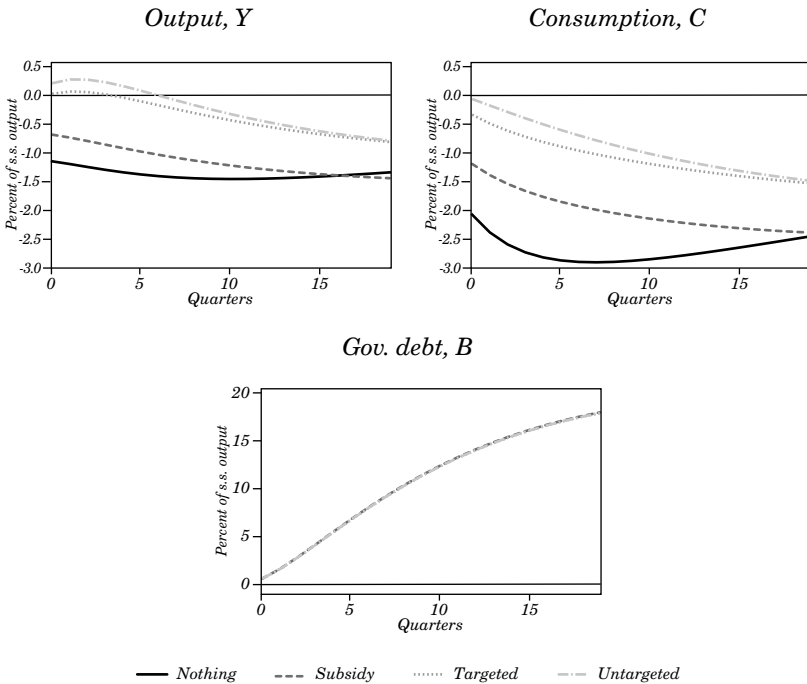 Output, Y
Consumption, C
Percent of s.s. output
0.5
0.0
-0.5
-1.0
-1.5
-2.0
-2.5
-3.0
0
5
10
15
Quarters
Percent of s.s. output
0.5
0.0
-0.5
-1.0
-1.5
-2.0
-2.5
-3.0
0
5
10
15
Quarters
Gov. debt, B
Percent of s.s. output
20
15
10
5
0
0
5
10
15
Quarters
Nothing
Subsidy
Targeted
Untargeted